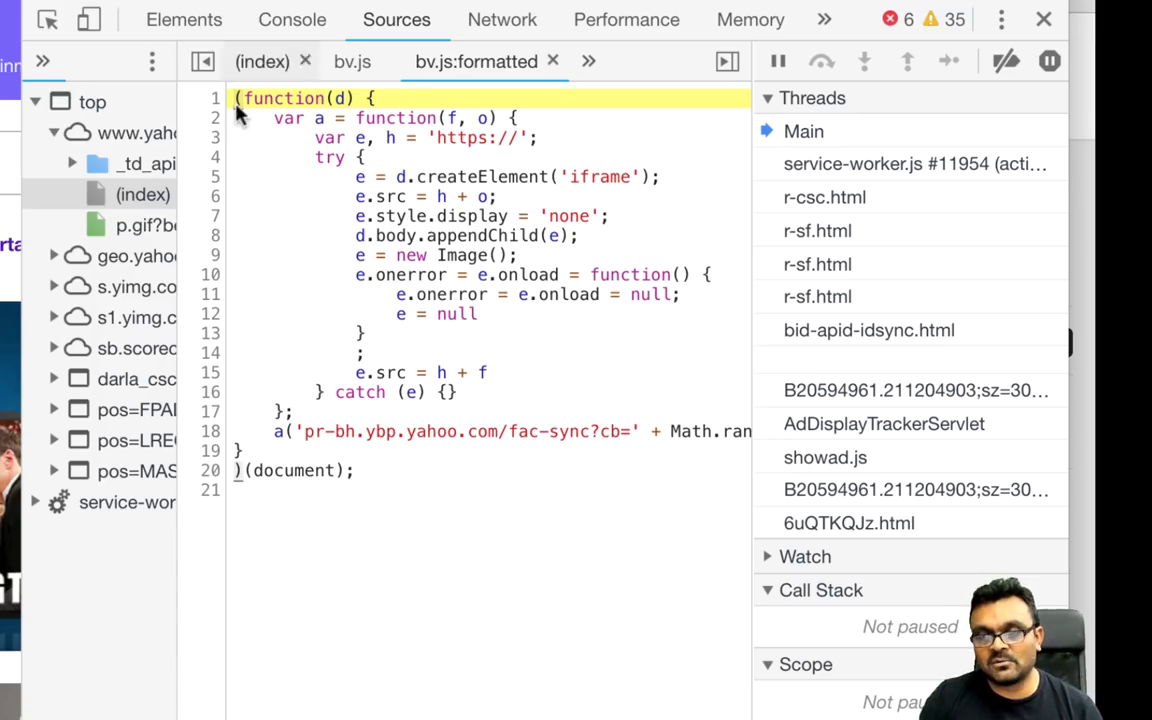 Elements Console Sources Network Performance Memory » 6 35
inn
» (index) × bv.js bv.js:formatted × »
top
www.yaho
_td_api
(index)
p.gif?be
geo.yaho
s.yimg.co
s1.yimg.c
sb.scorec
darla_csc
pos=FPAI
pos=LREC
pos=MAS
service-wor
rta
GT
1 (function(d) {
2 var a = function(f, o) {
3 var e, h = 'https://';
4 try {
5 e = d.createElement('iframe');
6 e.src = h + o;
7 e.style.display = 'none';
8 d.body.appendChild(e);
9 e = new Image();
10 e.onerror = e.onload = function() {
11 e.onerror = e.onload = null;
12 e = null
13 }
14 ;
15 e.src = h + f
16 } catch (e) {}
17 };
18 a('pr-bh.ybp.yahoo.com/fac-sync?cb=' + Math.ran
19 }
20 )(document);
21
Threads
Main
service-worker.js #11954 (acti…
r-csc.html
r-sf.html
r-sf.html
r-sf.html
bid-apid-idsync.html
B20594961.211204903;sz=30…
AdDisplayTrackerServlet
showad.js
B20594961.211204903;sz=30…
6uQTKQJz.html
Watch
Call Stack
Not paused
Scope
Not pau